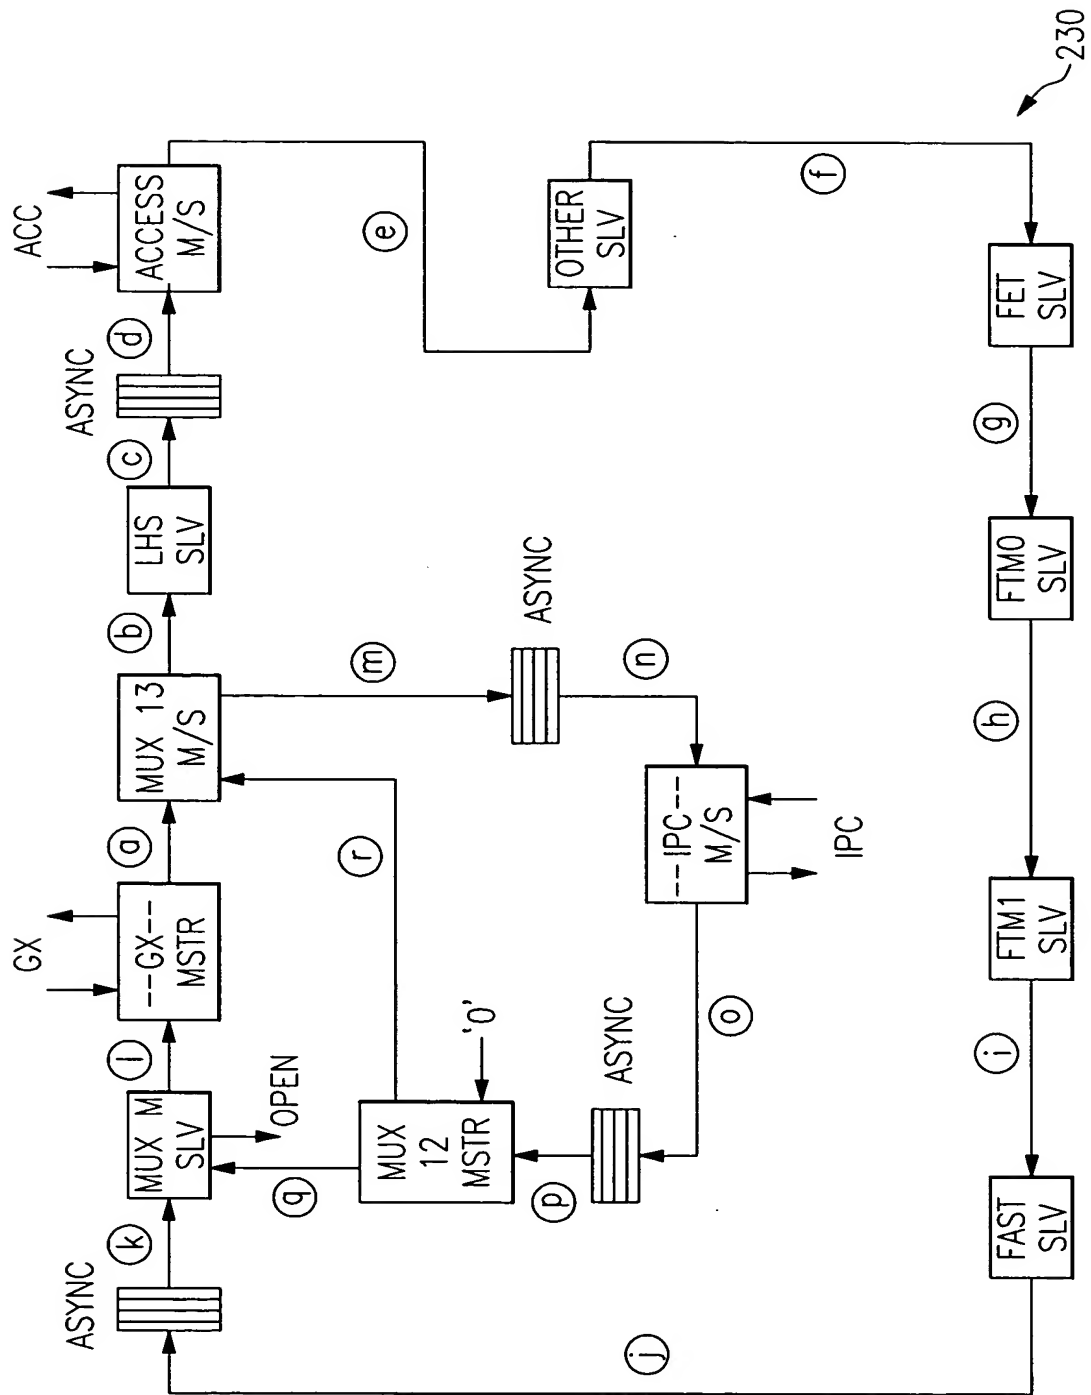 GX
ACC
ASYNC
ASYNC
k
l
a
b
c
d
MUX M
SLV
--GX--
MSTR
MUX 13
M/S
LHS
SLV
ACCESS
M/S
OPEN
q
r
m
e
MUX
12
MSTR
'0'
ASYNC
p
OTHER
SLV
ASYNC
j
n
--IPC--
M/S
o
f
IPC
i
h
g
FAST
SLV
FTM1
SLV
FTM0
SLV
FET
SLV
230